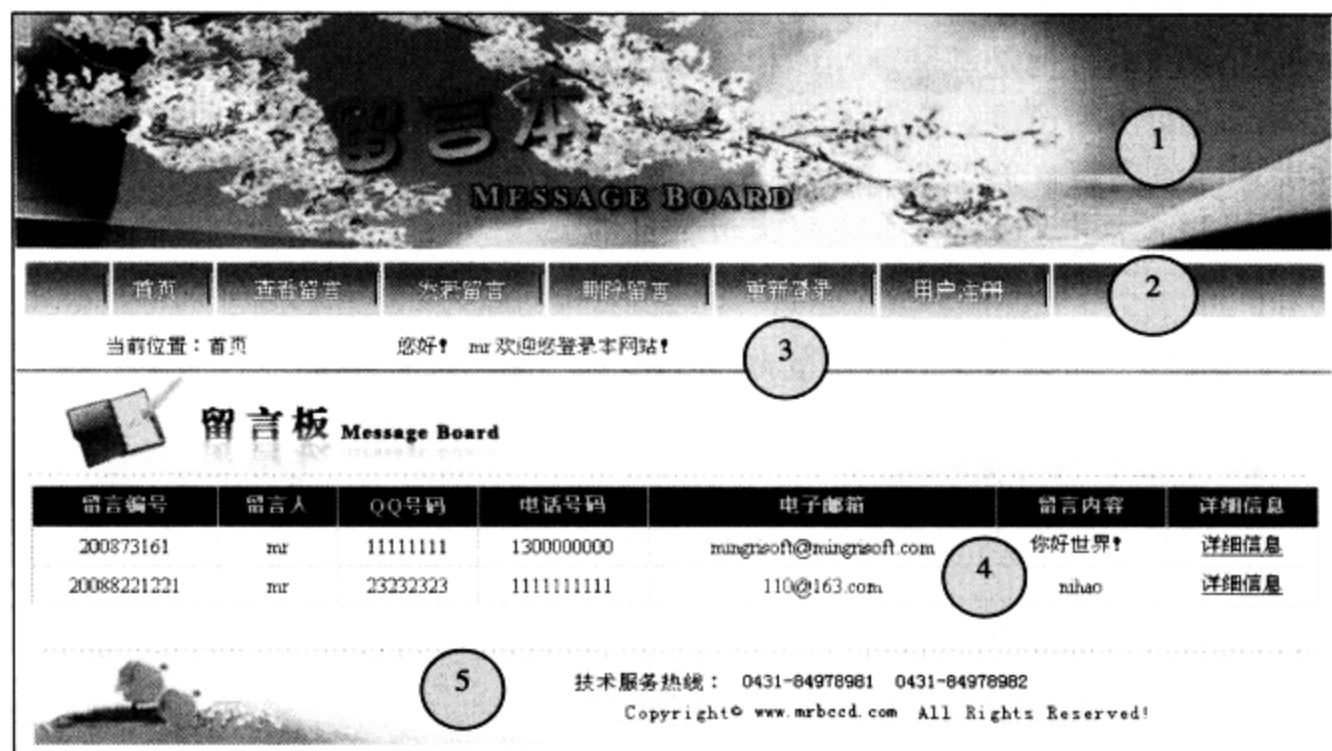 留言本
MESSAGE BOARD
1
首页 查看留言 发表留言 删除留言 重新登录 用户注册
2
当前位置：首页 您好！ mr 欢迎您登录本网站！
3
留言板 Message Board
留言编号 留言人 QQ号码 电话号码 电子邮箱 留言内容 详细信息
200873161 mr 11111111 1300000000 mingrisoft@mingrisoft.com 你好世界！ 详细信息
20088221221 mr 23232323 1111111111 110@163.com nihao 详细信息
4
5
技术服务热线： 0431-84978981 0431-84978982
Copyright© www.mrbccd.com All Rights Reserved!